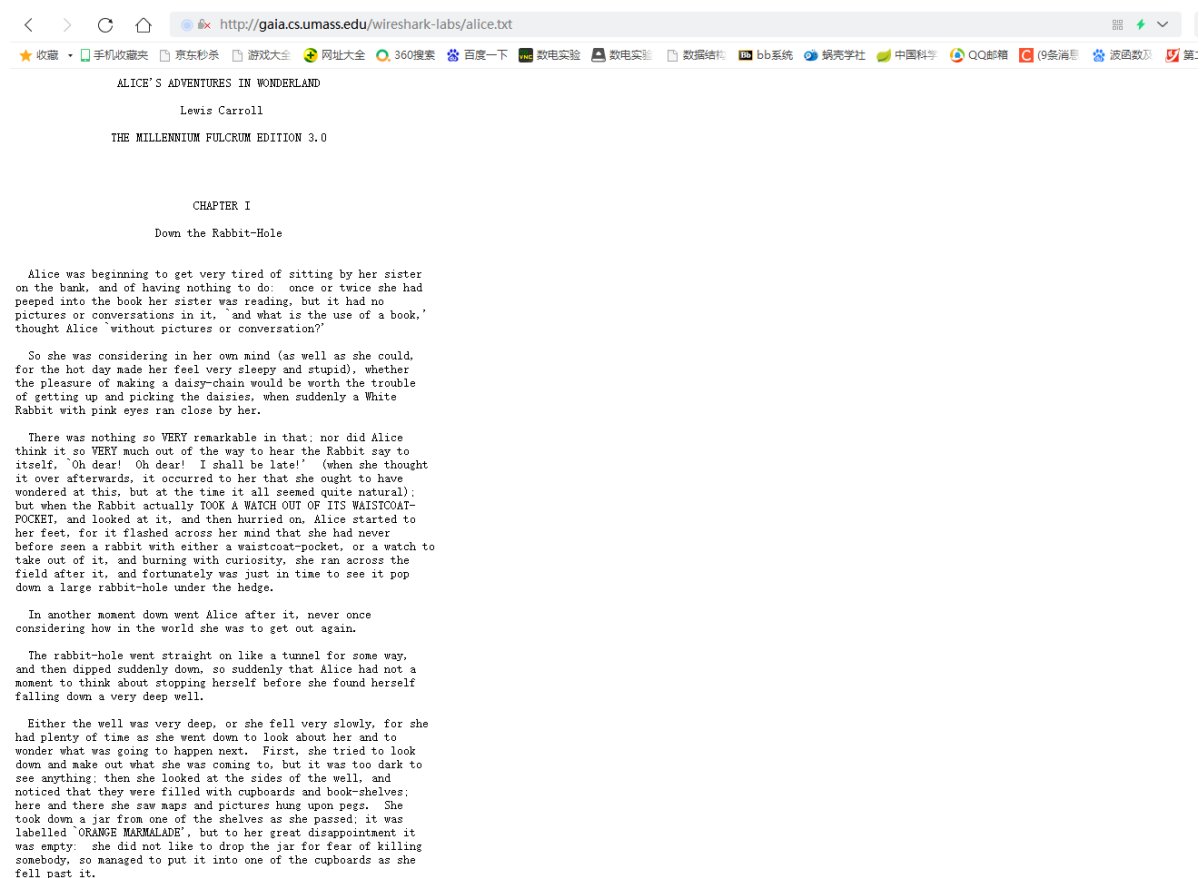 http://gaia.cs.umass.edu/wireshark-labs/alice.txt
收藏 手机收藏夹 京东秒杀 游戏大全 网址大全 360搜索 百度一下 数电实验 数电实验 数据结构 bb系统 蜗壳学社 中国科学 QQ邮箱 (9条消息 波函数及 第二
ALICE'S ADVENTURES IN WONDERLAND
Lewis Carroll
THE MILLENNIUM FULCRUM EDITION 3.0
CHAPTER I
Down the Rabbit-Hole
Alice was beginning to get very tired of sitting by her sister
on the bank, and of having nothing to do:  once or twice she had
peeped into the book her sister was reading, but it had no
pictures or conversations in it, `and what is the use of a book,'
thought Alice `without pictures or conversation?'
So she was considering in her own mind (as well as she could,
for the hot day made her feel very sleepy and stupid), whether
the pleasure of making a daisy-chain would be worth the trouble
of getting up and picking the daisies, when suddenly a White
Rabbit with pink eyes ran close by her.
There was nothing so VERY remarkable in that; nor did Alice
think it so VERY much out of the way to hear the Rabbit say to
itself, `Oh dear!  Oh dear!  I shall be late!'  (when she thought
it over afterwards, it occurred to her that she ought to have
wondered at this, but at the time it all seemed quite natural);
but when the Rabbit actually TOOK A WATCH OUT OF ITS WAISTCOAT-
POCKET, and looked at it, and then hurried on, Alice started to
her feet, for it flashed across her mind that she had never
before seen a rabbit with either a waistcoat-pocket, or a watch to
take out of it, and burning with curiosity, she ran across the
field after it, and fortunately was just in time to see it pop
down a large rabbit-hole under the hedge.
In another moment down went Alice after it, never once
considering how in the world she was to get out again.
The rabbit-hole went straight on like a tunnel for some way,
and then dipped suddenly down, so suddenly that Alice had not a
moment to think about stopping herself before she found herself
falling down a very deep well.
Either the well was very deep, or she fell very slowly, for she
had plenty of time as she went down to look about her and to
wonder what was going to happen next.  First, she tried to look
down and make out what she was coming to, but it was too dark to
see anything; then she looked at the sides of the well, and
noticed that they were filled with cupboards and book-shelves;
here and there she saw maps and pictures hung upon pegs.  She
took down a jar from one of the shelves as she passed; it was
labelled `ORANGE MARMALADE', but to her great disappointment it
was empty:  she did not like to drop the jar for fear of killing
somebody, so managed to put it into one of the cupboards as she
fell past it.